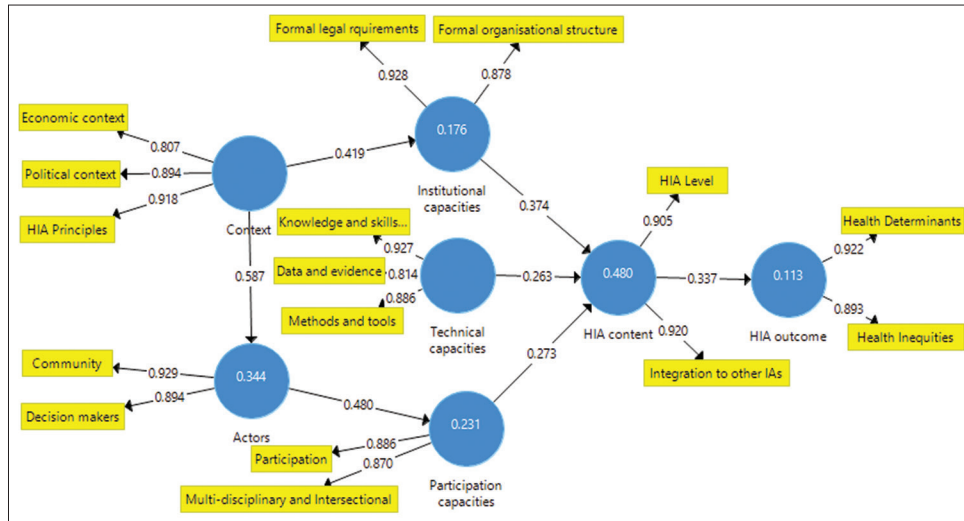 Formal legal rquirements
Formal organisational structure
0.928
0.878
Economic context
0.807
0.176
Political context
0.894
0.419
HIA Principles
0.918
Institutional
capacities
HIA Level
Context
Knowledge and skills...
0.374
0.905
Health Determinants
0.927
0.922
0.587
Data and evidence
0.814
0.263
0.480
0.337
0.113
0.886
Methods and tools
0.893
Technical
capacities
HIA content
0.920
HIA outcome
Health Inequities
0.273
Community
0.929
0.344
Integration to other IAs
0.894
0.480
Decision makers
0.231
Actors
0.886
Participation
0.870
Participation
capacities
Multi-disciplinary and Intersectional